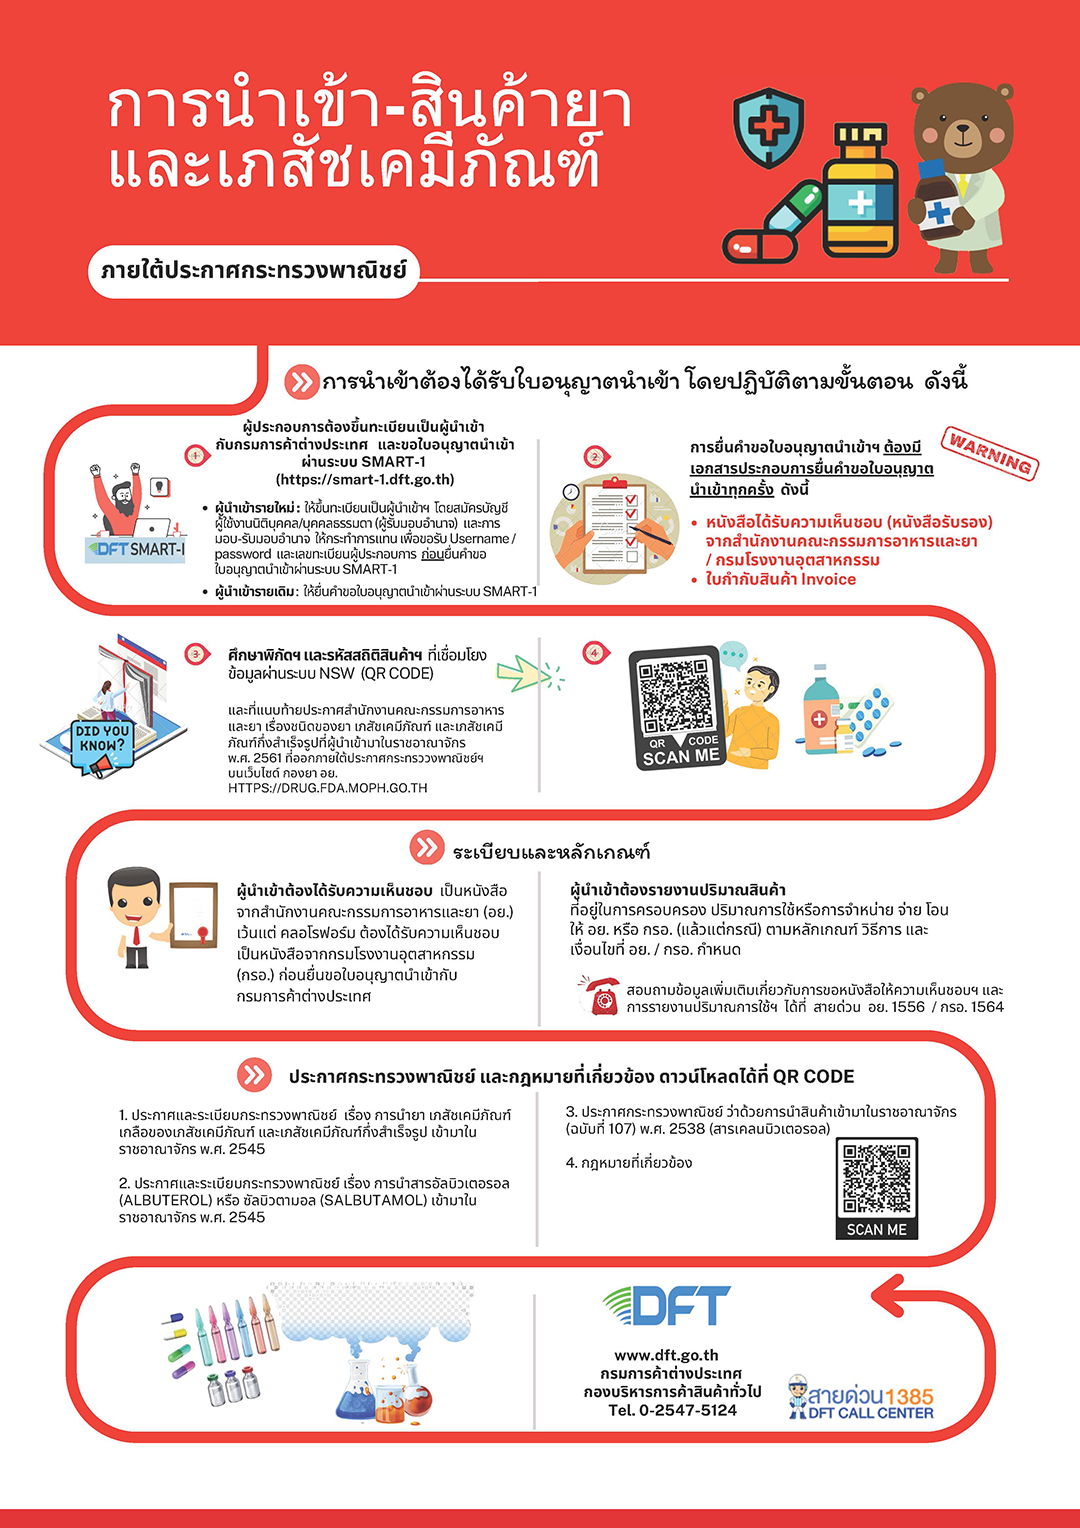 การนำเข้า-สินค้ายา
และเภสัชเคมีภัณฑ์
ภายใต้ประกาศกระทรวงพาณิชย์
การนำเข้าต้องได้รับใบอนุญาตนำเข้า โดยปฏิบัติตามขั้นตอน ดังนี้
1
ผู้ประกอบการต้องขึ้นทะเบียนเป็นผู้นำเข้า
กับกรมการค้าต่างประเทศ และขอใบอนุญาตนำเข้า
ผ่านระบบ SMART-1
(https://smart-1.dft.go.th)
DFT SMART-I
• ผู้นำเข้ารายใหม่ : ให้ขึ้นทะเบียนเป็นผู้นำเข้าฯ โดยสมัครบัญชี
ผู้ใช้งานนิติบุคคล/บุคคลธรรมดา (ผู้รับมอบอำนาจ) และการ
มอบ-รับมอบอำนาจ ให้กระทำการแทน เพื่อขอรับ Username /
password และเลขทะเบียนผู้ประกอบการ ก่อนยื่นคำขอ
ใบอนุญาตนำเข้าผ่านระบบ SMART-1
• ผู้นำเข้ารายเดิม : ให้ยื่นคำขอใบอนุญาตนำเข้าผ่านระบบ SMART-1
2
การยื่นคำขอใบอนุญาตนำเข้าฯ ต้องมี
เอกสารประกอบการยื่นคำขอใบอนุญาต
นำเข้าทุกครั้ง ดังนี้
WARNING
• หนังสือได้รับความเห็นชอบ (หนังสือรับรอง)
จากสำนักงานคณะกรรมการอาหารและยา
/ กรมโรงงานอุตสาหกรรม
• ใบกำกับสินค้า Invoice
DID YOU
KNOW?
3
ศึกษาพิกัดฯ และรหัสสถิติสินค้าฯ ที่เชื่อมโยง
ข้อมูลผ่านระบบ NSW (QR CODE)
และที่แนบท้ายประกาศสำนักงานคณะกรรมการอาหาร
และยา เรื่องชนิดของยา เภสัชเคมีภัณฑ์ และเภสัชเคมี
ภัณฑ์กึ่งสำเร็จรูปที่ผู้นำเข้ามาในราชอาณาจักร
พ.ศ. 2561 ที่ออกภายใต้ประกาศกระทรววงพาณิชย์ฯ
บนเว็บไซต์ กองยา อย.
HTTPS://DRUG.FDA.MOPH.GO.TH
4
QR CODE
SCAN ME
ระเบียบและหลักเกณฑ์
ผู้นำเข้าต้องได้รับความเห็นชอบ เป็นหนังสือ
จากสำนักงานคณะกรรมการอาหารและยา (อย.)
เว้นแต่ คลอโรฟอร์ม ต้องได้รับความเห็นชอบ
เป็นหนังสือจากกรมโรงงานอุตสาหกรรม
(กรอ.) ก่อนยื่นขอใบอนุญาตนำเข้ากับ
กรมการค้าต่างประเทศ
ผู้นำเข้าต้องรายงานปริมาณสินค้า
ที่อยู่ในการครอบครอง ปริมาณการใช้หรือการจำหน่าย จ่าย โอน
ให้ อย. หรือ กรอ. (แล้วแต่กรณี) ตามหลักเกณฑ์ วิธีการ และ
เงื่อนไขที่ อย. / กรอ. กำหนด
สอบถามข้อมูลเพิ่มเติมเกี่ยวกับการขอหนังสือให้ความเห็นชอบฯ และ
การรายงานปริมาณการใช้ฯ ได้ที่ สายด่วน อย. 1556 / กรอ. 1564
ประกาศกระทรวงพาณิชย์ และกฎหมายที่เกี่ยวข้อง ดาวน์โหลดได้ที่ QR CODE
1. ประกาศและระเบียบกระทรวงพาณิชย์ เรื่อง การนำยา เภสัชเคมีภัณฑ์
เกลือของเภสัชเคมีภัณฑ์ และเภสัชเคมีภัณฑ์กึ่งสำเร็จรูป เข้ามาใน
ราชอาณาจักร พ.ศ. 2545
2. ประกาศและระเบียบกระทรวงพาณิชย์ เรื่อง การนำสารอัลบิวเตอรอล
(ALBUTEROL) หรือ ซัลบิวตามอล (SALBUTAMOL) เข้ามาใน
ราชอาณาจักร พ.ศ. 2545
3. ประกาศกระทรวงพาณิชย์ ว่าด้วยการนำสินค้าเข้ามาในราชอาณาจักร
(ฉบับที่ 107) พ.ศ. 2538 (สารเคลนบิวเตอรอล)
4. กฎหมายที่เกี่ยวข้อง
SCAN ME
DFT
www.dft.go.th
กรมการค้าต่างประเทศ
กองบริหารการค้าสินค้าทั่วไป
Tel. 0-2547-5124
สายด่วน 1385
DFT CALL CENTER